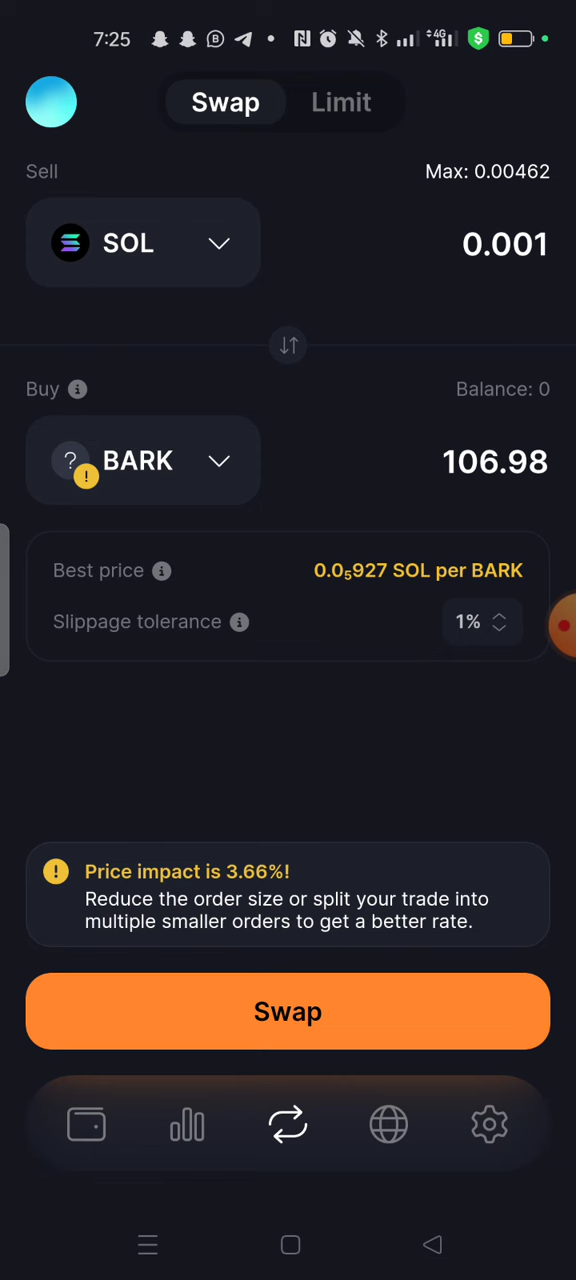 7:25 B N 4G $
Swap Limit
Sell Max: 0.00462
SOL 0.001
Buy i Balance: 0
? ! BARK 106.98
Best price i 0.0₅927 SOL per BARK
Slippage tolerance i 1%
! Price impact is 3.66%!
Reduce the order size or split your trade into
multiple smaller orders to get a better rate.
Swap